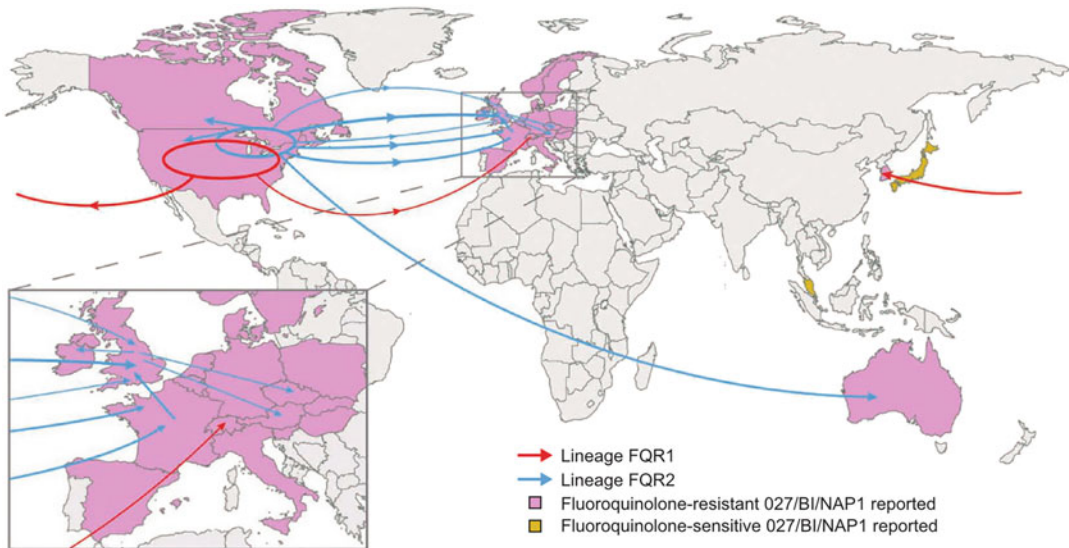 Lineage FQR1
Lineage FQR2
Fluoroquinolone-resistant 027/BI/NAP1 reported
Fluoroquinolone-sensitive 027/BI/NAP1 reported